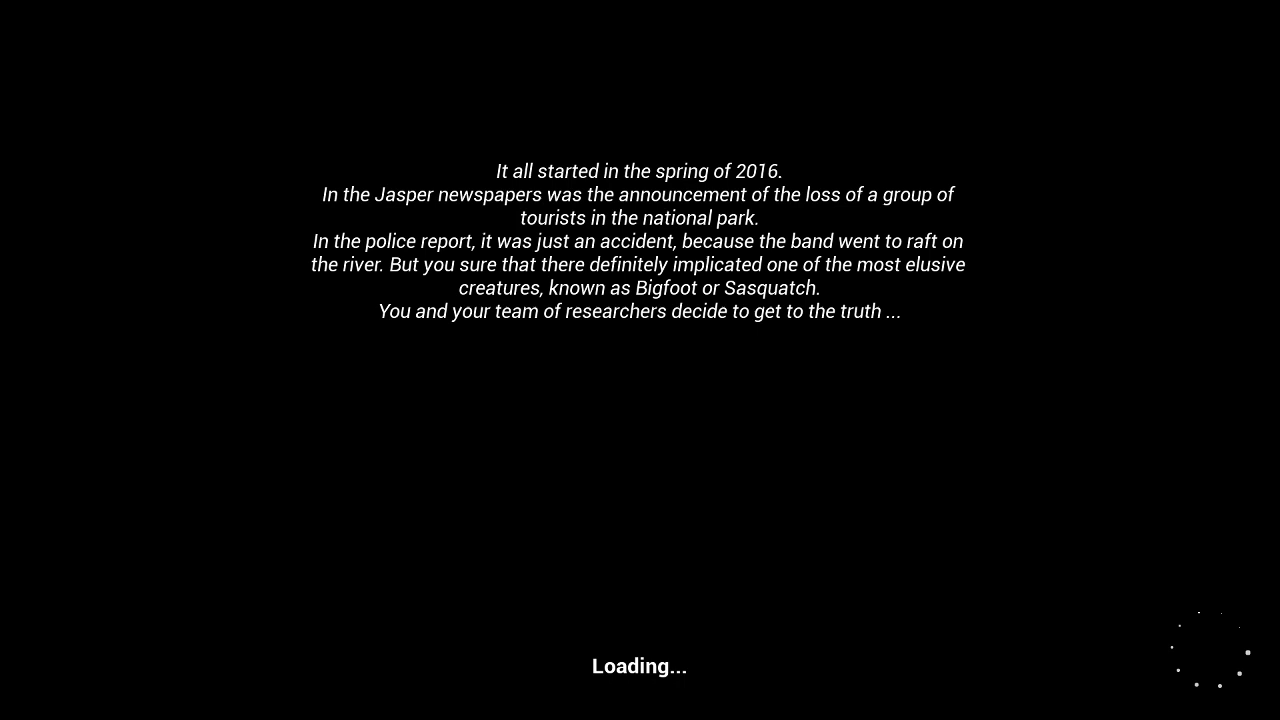 It all started in the spring of 2016.
In the Jasper newspapers was the announcement of the loss of a group of
tourists in the national park.
In the police report, it was just an accident, because the band went to raft on
the river. But you sure that there definitely implicated one of the most elusive
creatures, known as Bigfoot or Sasquatch.
You and your team of researchers decide to get to the truth ...
Loading...